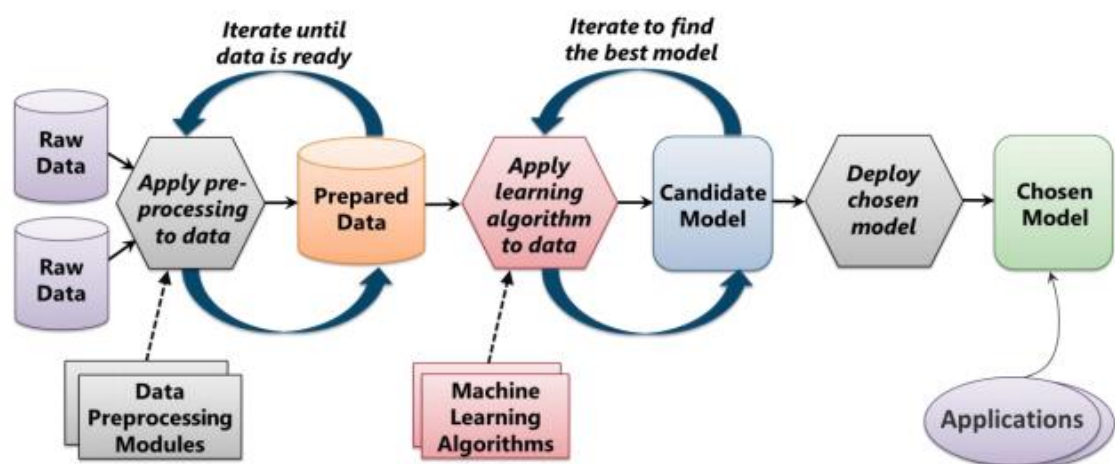 Iterate until
data is ready
Iterate to find
the best model
Raw
Data
Raw
Data
Apply pre-
processing
to data
Prepared
Data
Apply
learning
algorithm
to data
Candidate
Model
Deploy
chosen
model
Chosen
Model
Data
Preprocessing
Modules
Machine
Learning
Algorithms
Applications